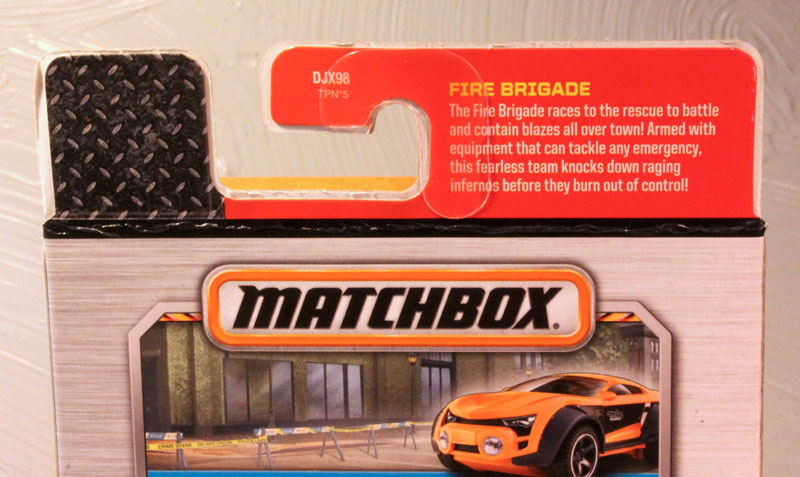 DJX98
TPN*5
FIRE BRIGADE
The Fire Brigade races to the rescue to battle
and contain blazes all over town! Armed with
equipment that can tackle any emergency,
this fearless team knocks down raging
infernos before they burn out of control!
MATCHBOX.
CRIME SCENE